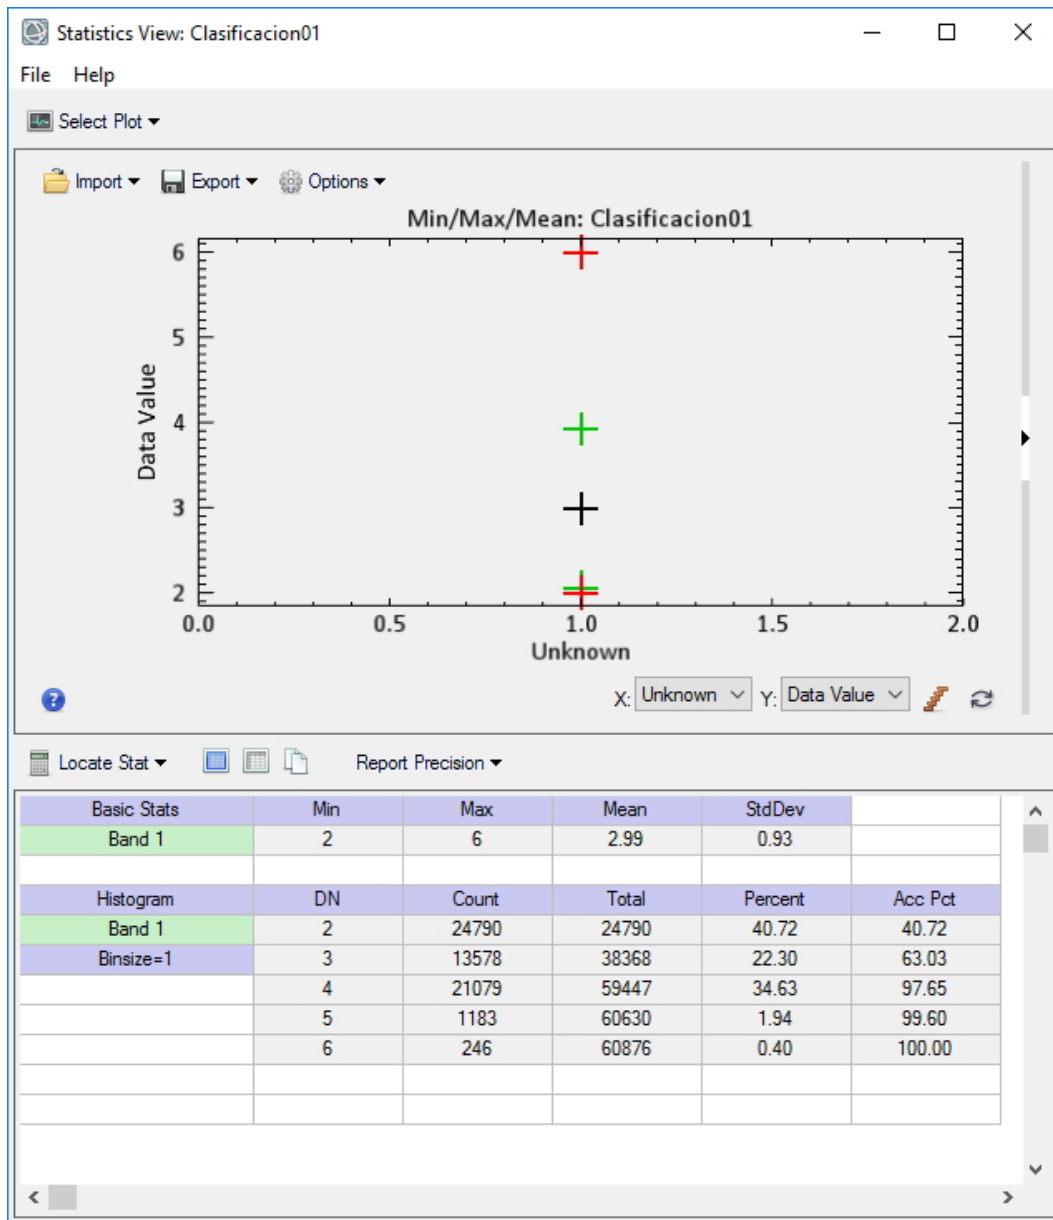 Statistics View: Clasificacion01
File Help
Select Plot
Import Export Options
Min/Max/Mean: Clasificacion01
6
5
4
3
2
Data Value
0.0 0.5 1.0 1.5 2.0
Unknown
X: Unknown Y: Data Value
Locate Stat Report Precision
Basic Stats Min Max Mean StdDev
Band 1 2 6 2.99 0.93
Histogram DN Count Total Percent Acc Pct
Band 1 2 24790 24790 40.72 40.72
Binsize=1 3 13578 38368 22.30 63.03
4 21079 59447 34.63 97.65
5 1183 60630 1.94 99.60
6 246 60876 0.40 100.00